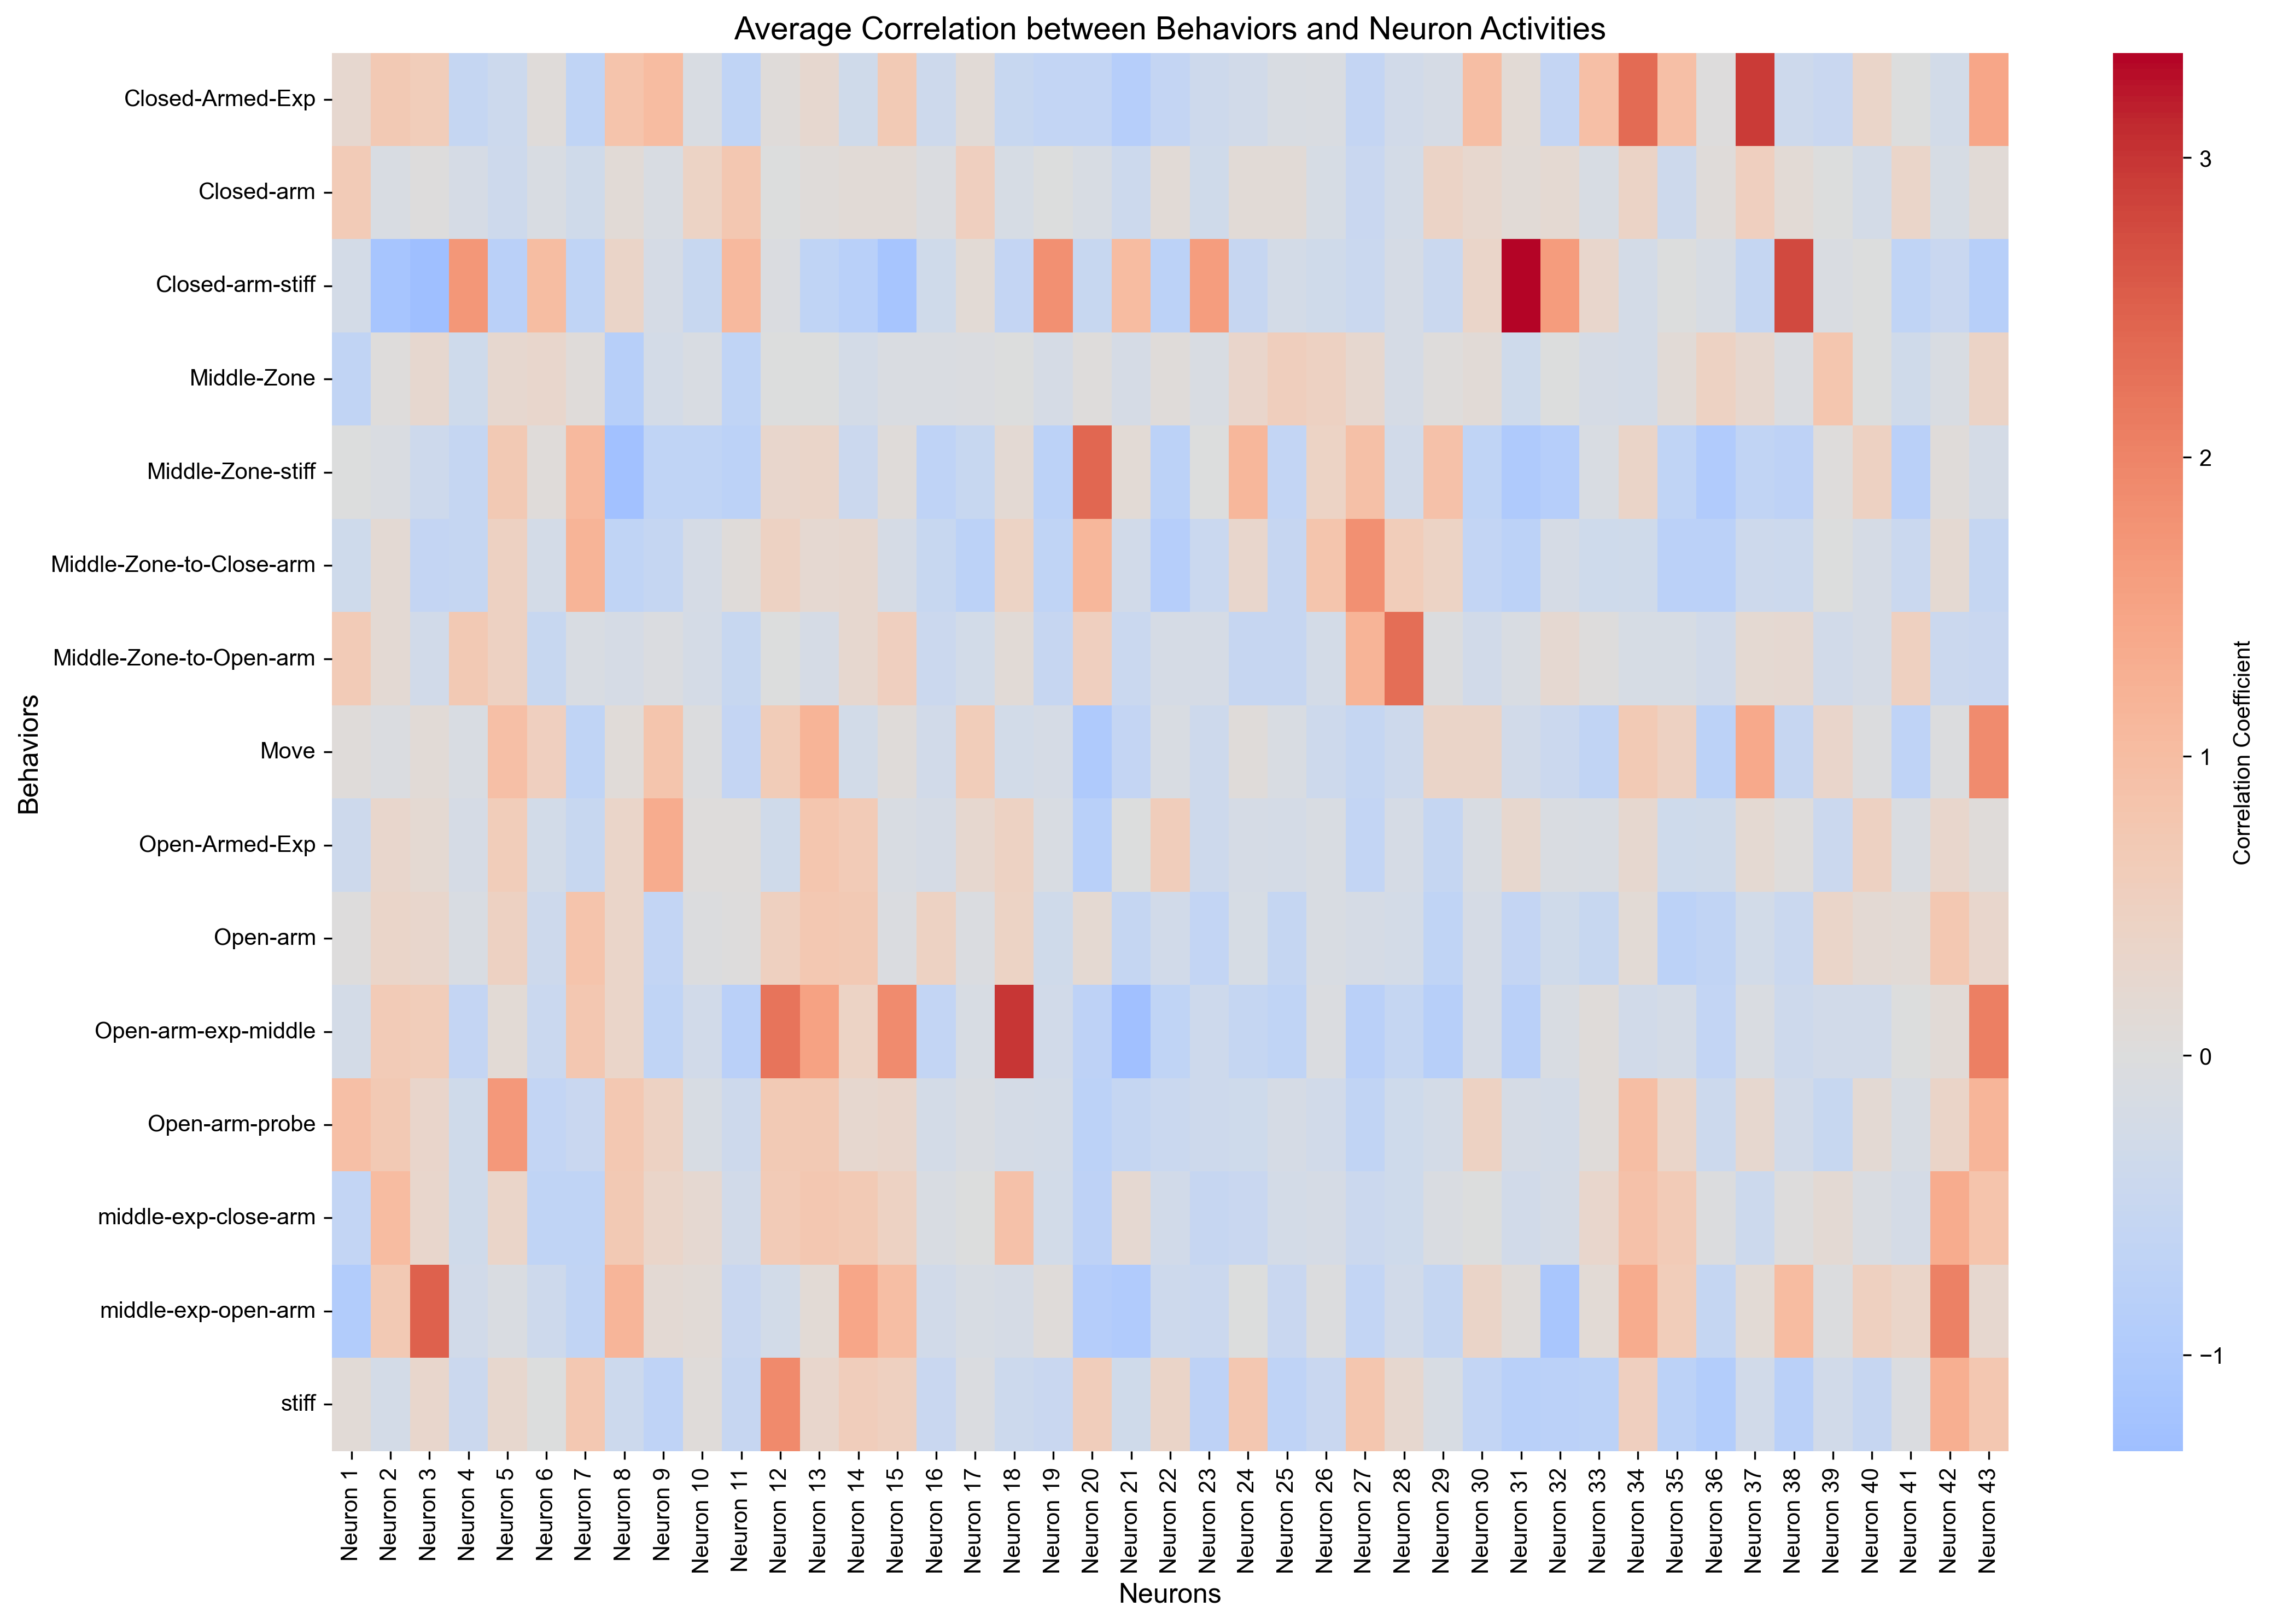 Average Correlation between Behaviors and Neuron Activities
Behaviors
Closed-Armed-Exp
Closed-arm
Closed-arm-stiff
Middle-Zone
Middle-Zone-stiff
Middle-Zone-to-Close-arm
Middle-Zone-to-Open-arm
Move
Open-Armed-Exp
Open-arm
Open-arm-exp-middle
Open-arm-probe
middle-exp-close-arm
middle-exp-open-arm
stiff
Neuron 1
Neuron 2
Neuron 3
Neuron 4
Neuron 5
Neuron 6
Neuron 7
Neuron 8
Neuron 9
Neuron 10
Neuron 11
Neuron 12
Neuron 13
Neuron 14
Neuron 15
Neuron 16
Neuron 17
Neuron 18
Neuron 19
Neuron 20
Neuron 21
Neuron 22
Neuron 23
Neuron 24
Neuron 25
Neuron 26
Neuron 27
Neuron 28
Neuron 29
Neuron 30
Neuron 31
Neuron 32
Neuron 33
Neuron 34
Neuron 35
Neuron 36
Neuron 37
Neuron 38
Neuron 39
Neuron 40
Neuron 41
Neuron 42
Neuron 43
Neurons
3
2
1
0
−1
Correlation Coefficient